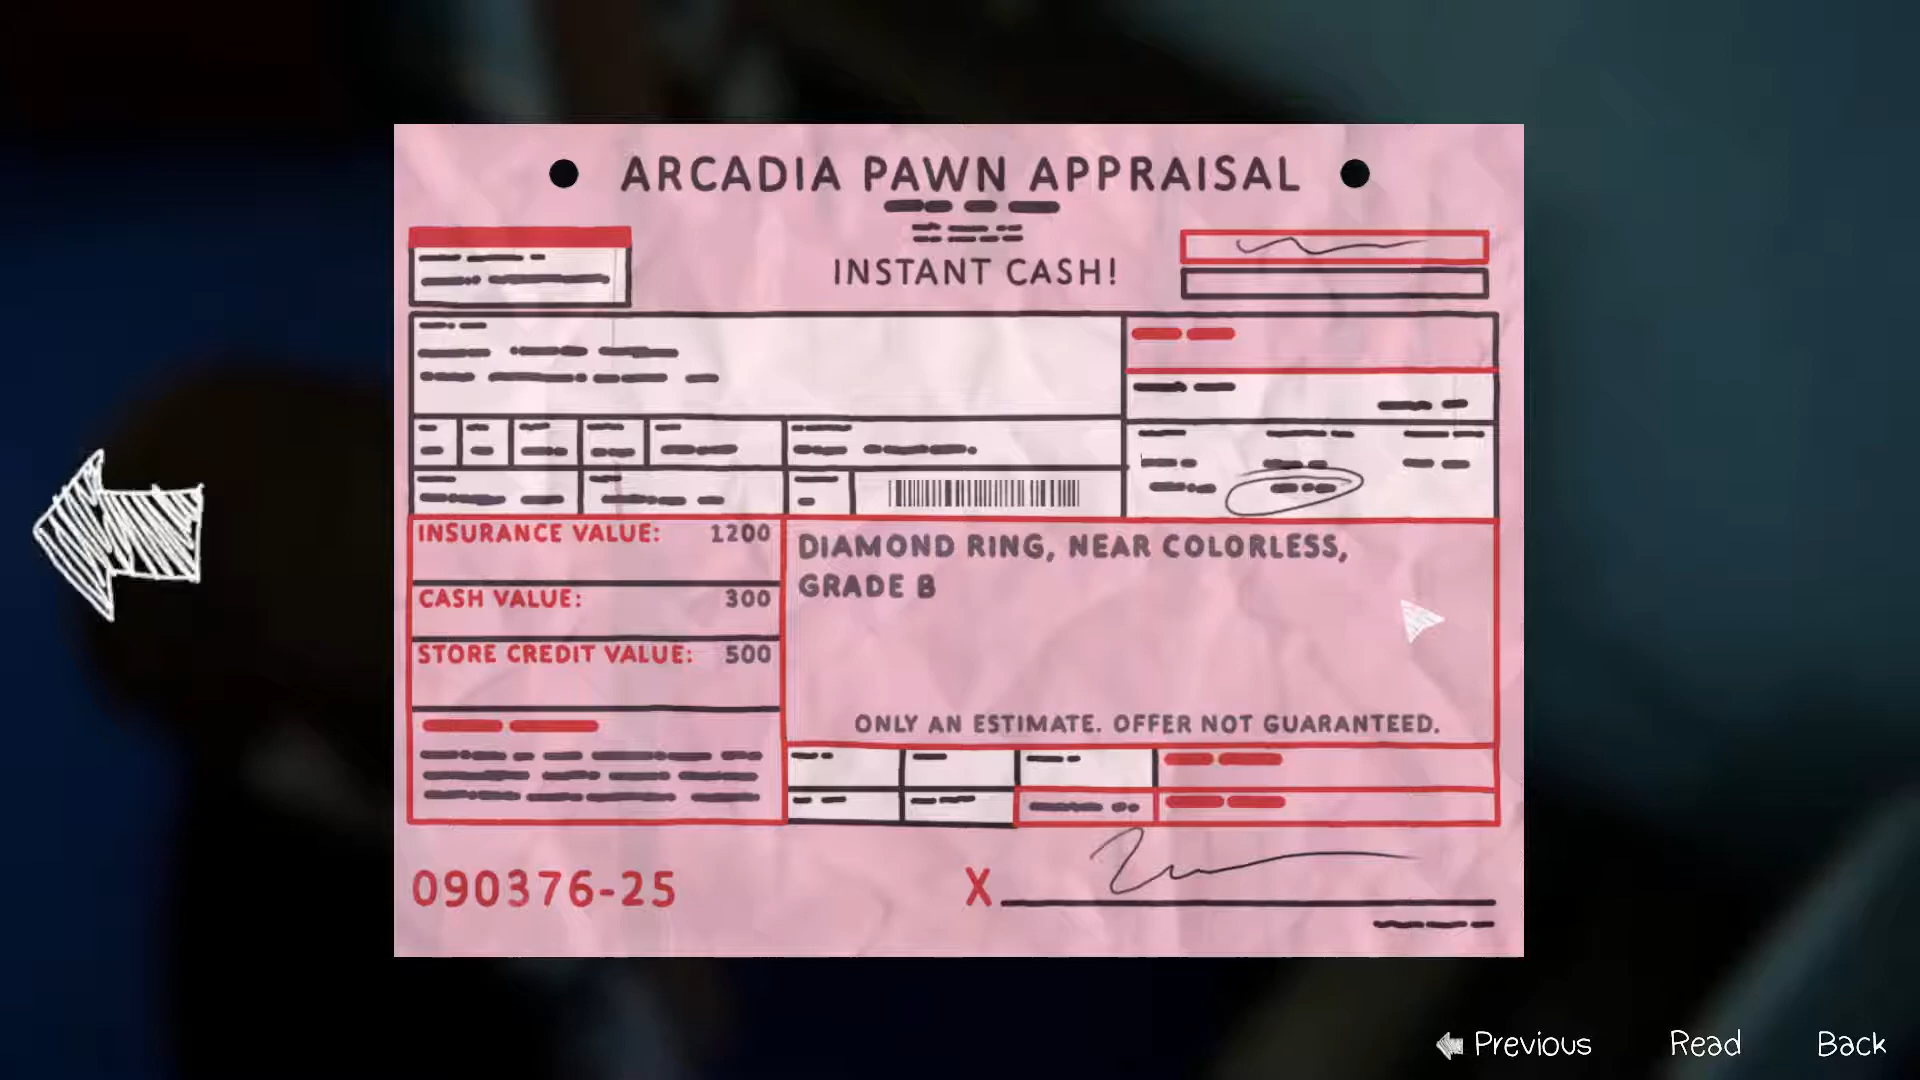 ARCADIA PAWN APPRAISAL
INSTANT CASH!
INSURANCE VALUE: 1200
CASH VALUE: 300
STORE CREDIT VALUE: 500
DIAMOND RING, NEAR COLORLESS,
GRADE B
ONLY AN ESTIMATE. OFFER NOT GUARANTEED.
090376-25
X
Previous
Read
Back